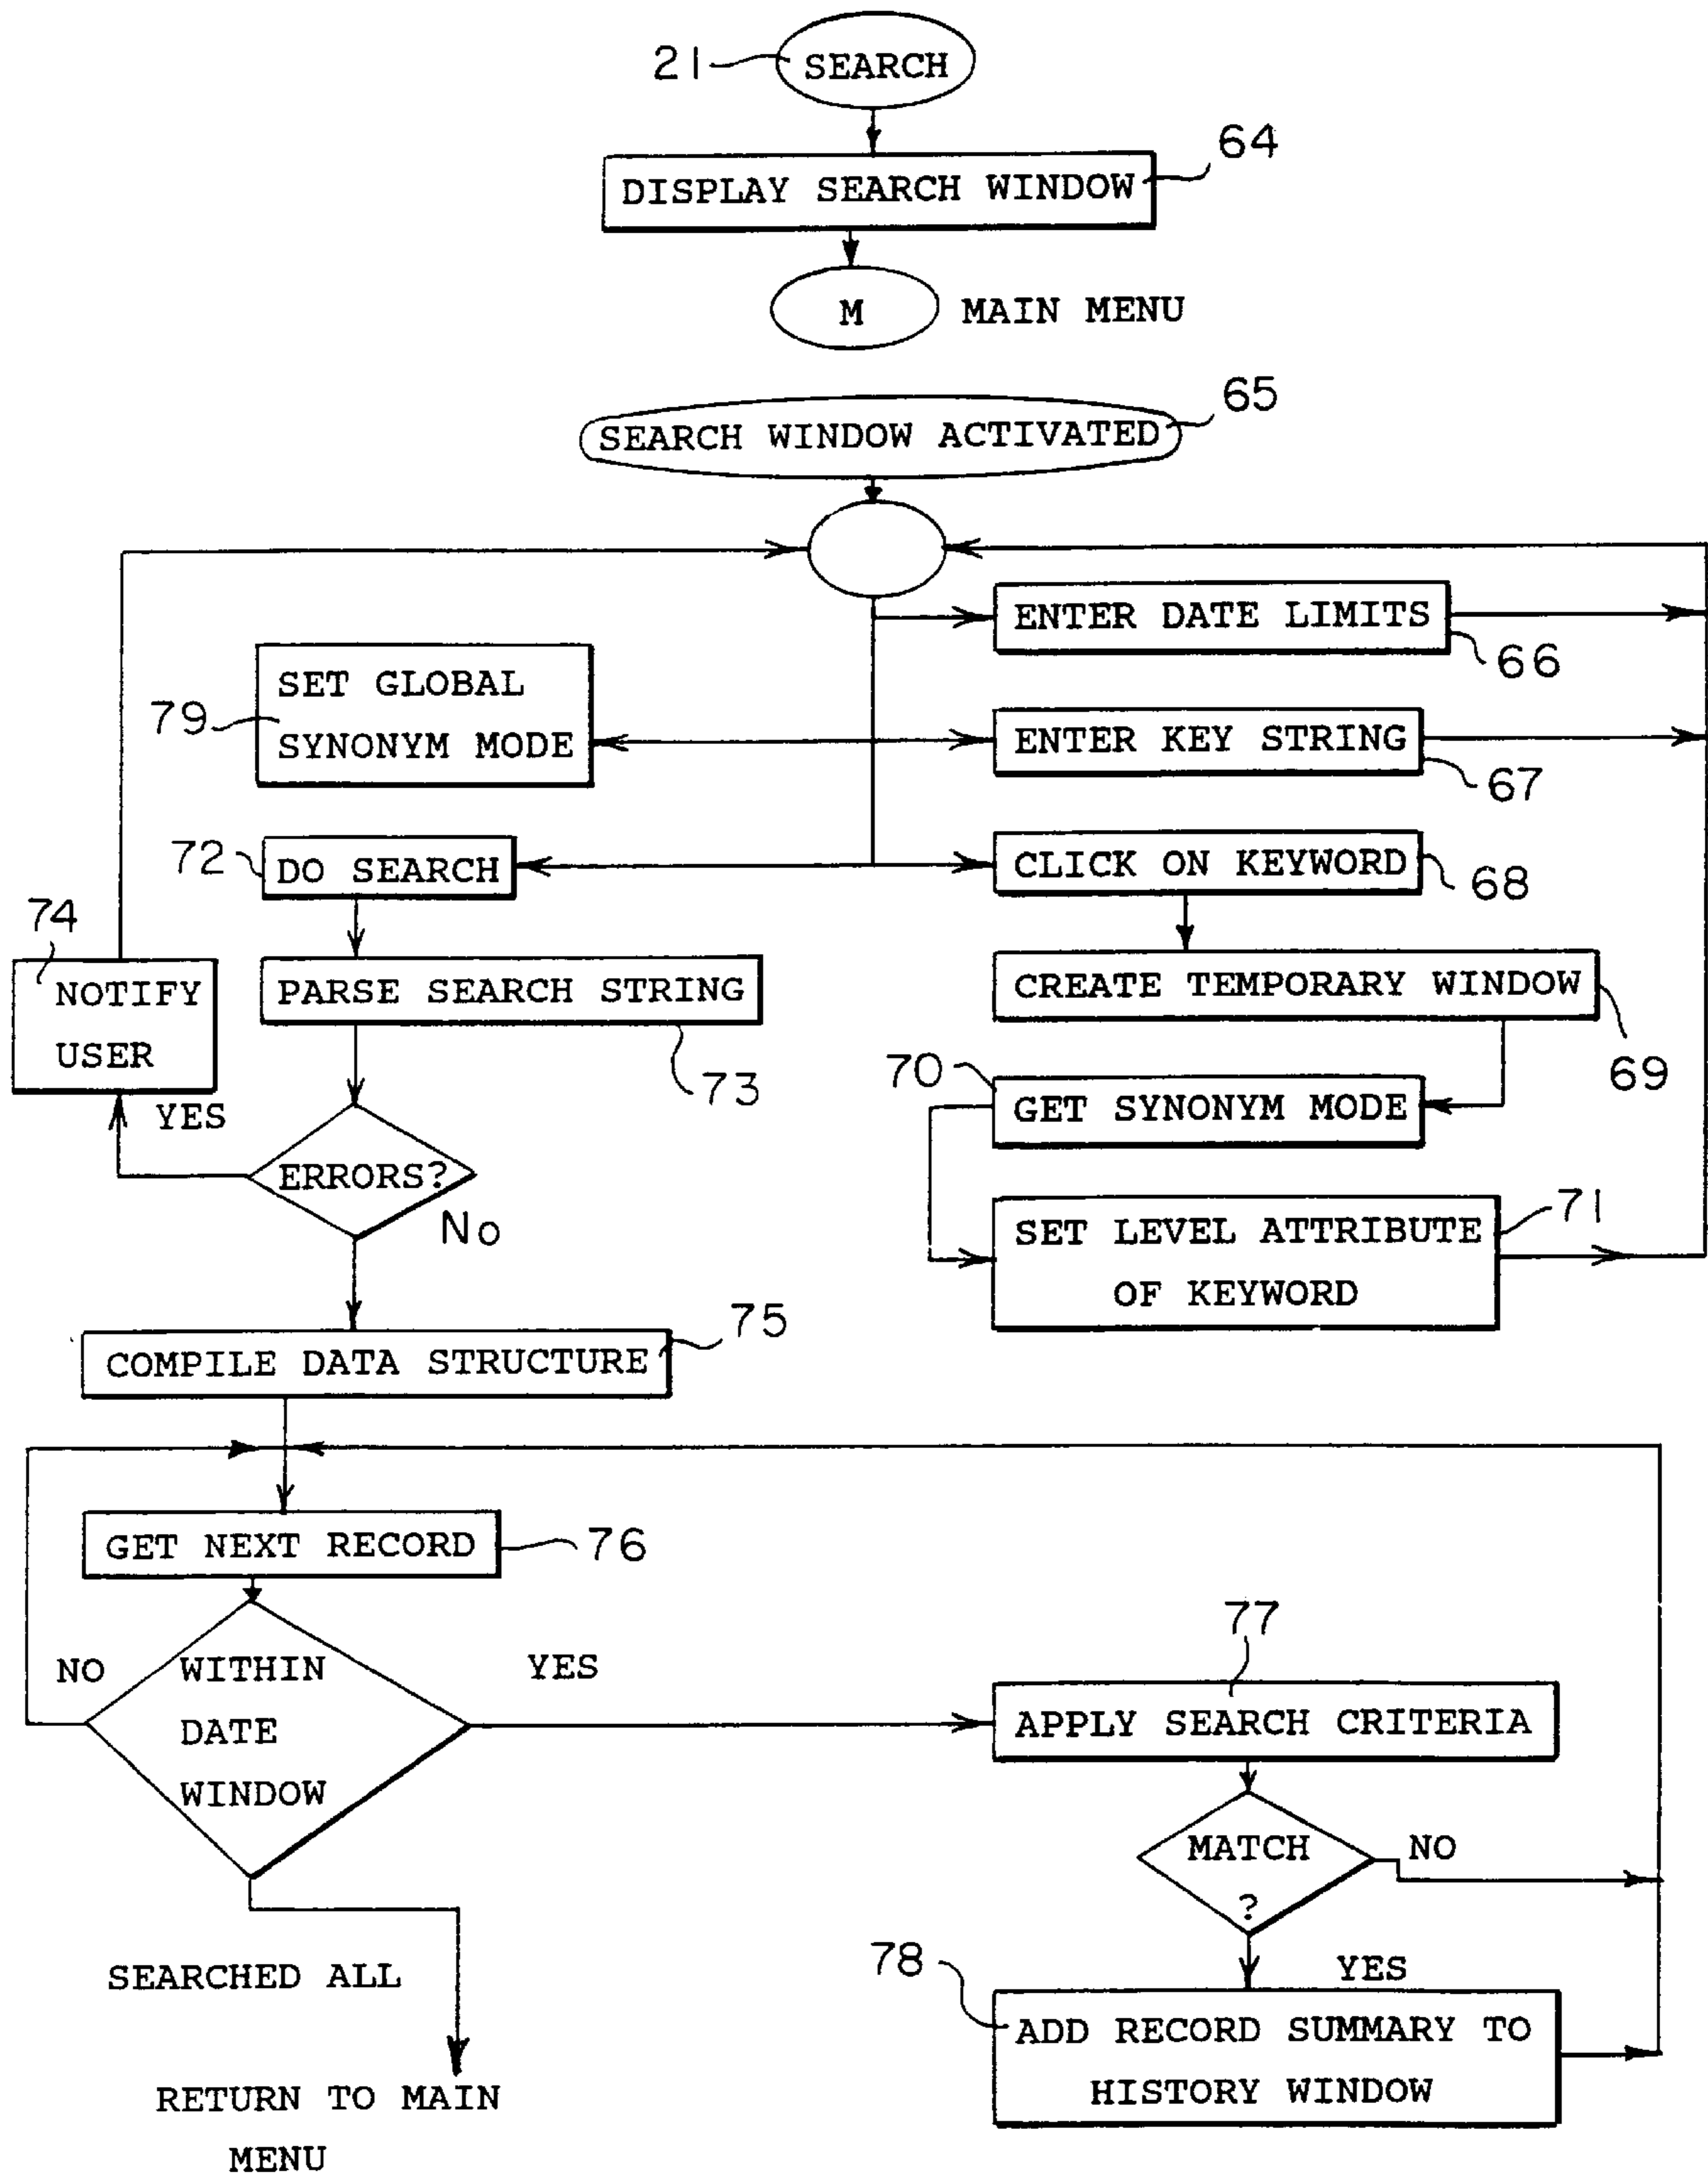 21
SEARCH
64
DISPLAY SEARCH WINDOW
M MAIN MENU
65
SEARCH WINDOW ACTIVATED
ENTER DATE LIMITS
66
SET GLOBAL
SYNONYM MODE
79
ENTER KEY STRING
67
72
DO SEARCH
CLICK ON KEYWORD
68
74
NOTIFY
USER
PARSE SEARCH STRING
73
CREATE TEMPORARY WINDOW
69
70
GET SYNONYM MODE
YES
ERRORS?
No
71
SET LEVEL ATTRIBUTE
OF KEYWORD
75
COMPILE DATA STRUCTURE
GET NEXT RECORD
76
NO
WITHIN
DATE
WINDOW
YES
77
APPLY SEARCH CRITERIA
MATCH
?
NO
YES
78
ADD RECORD SUMMARY TO
HISTORY WINDOW
SEARCHED ALL
RETURN TO MAIN
MENU